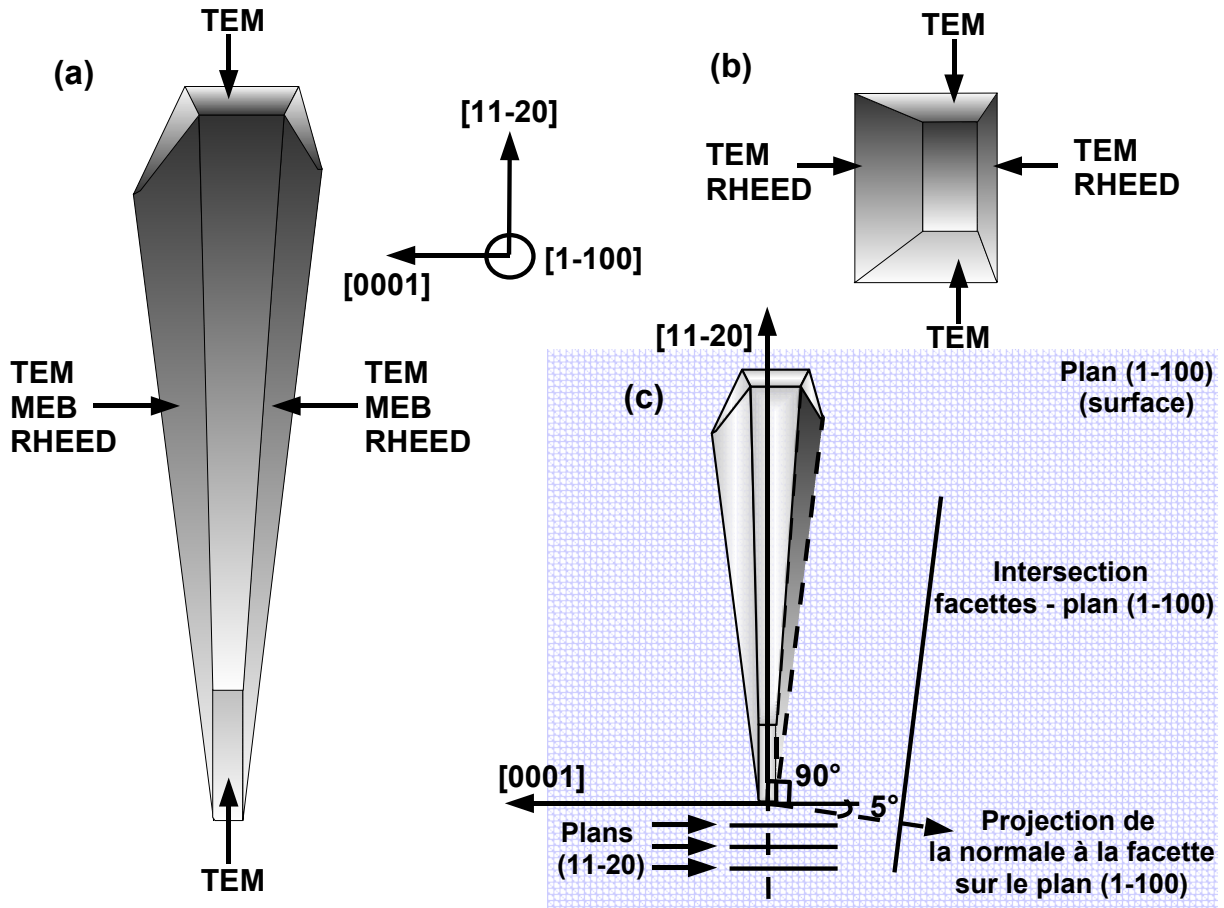 TEM
(a)
[11-20]
[0001]
[1-100]
TEM
MEB
RHEED
TEM
MEB
RHEED
TEM
(b)
TEM
TEM
RHEED
TEM
RHEED
TEM
[11-20]
(c)
Plan (1-100)
(surface)
Intersection
facettes - plan (1-100)
[0001]
90°
5°
Plans
(11-20)
Projection de
la normale à la facette
sur le plan (1-100)